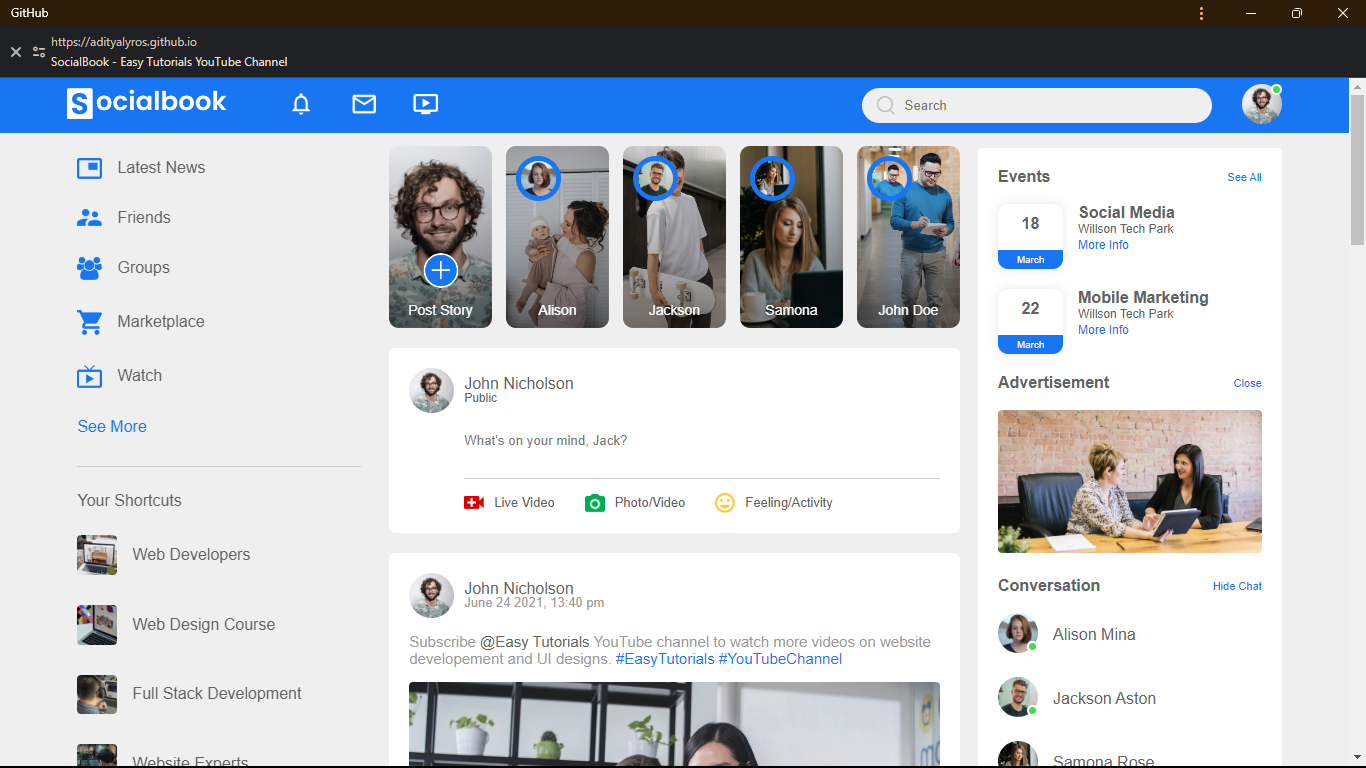 GitHub
https://adityalyros.github.io
SocialBook - Easy Tutorials YouTube Channel
Socialbook
Search
Latest News
Friends
Groups
Marketplace
Watch
See More
Your Shortcuts
Web Developers
Web Design Course
Full Stack Development
Website Experts
Post Story
Alison
Jackson
Samona
John Doe
John Nicholson
Public
What's on your mind, Jack?
Live Video
Photo/Video
Feeling/Activity
John Nicholson
June 24 2021, 13:40 pm
Subscribe @Easy Tutorials YouTube channel to watch more videos on website
developement and UI designs. #EasyTutorials #YouTubeChannel
Events
See All
18
March
Social Media
Willson Tech Park
More Info
22
March
Mobile Marketing
Willson Tech Park
More Info
Advertisement
Close
Conversation
Hide Chat
Alison Mina
Jackson Aston
Samona Rose